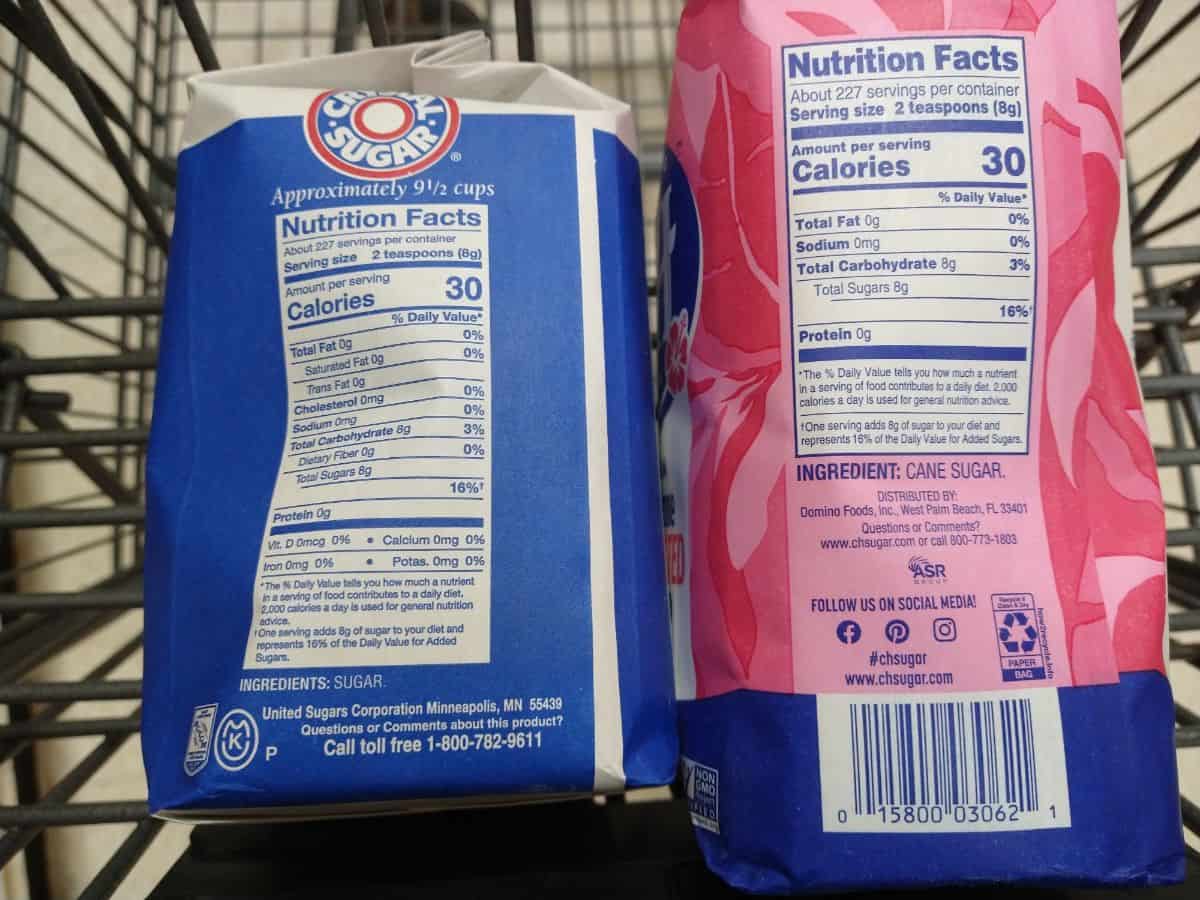 CRYSTAL
SUGAR
®
Approximately 9 1/2 cups
Nutrition Facts
About 227 servings per container
Serving size 2 teaspoons (8g)
Amount per serving
Calories 30
% Daily Value*
Total Fat 0g 0%
Saturated Fat 0g 0%
Trans Fat 0g
Cholesterol 0mg 0%
Sodium 0mg 0%
Total Carbohydrate 8g 3%
Dietary Fiber 0g 0%
Total Sugars 8g
16%†
Protein 0g
Vit. D 0mcg 0% • Calcium 0mg 0%
Iron 0mg 0% • Potas. 0mg 0%
*The % Daily Value tells you how much a nutrient
in a serving of food contributes to a daily diet.
2,000 calories a day is used for general nutrition
advice.
†One serving adds 8g of sugar to your diet and
represents 16% of the Daily Value for Added
Sugars.
INGREDIENTS: SUGAR.
United Sugars Corporation Minneapolis, MN 55439
Questions or Comments about this product?
Call toll free 1-800-782-9611
K
P
Nutrition Facts
About 227 servings per container
Serving size 2 teaspoons (8g)
Amount per serving
Calories 30
% Daily Value*
Total Fat 0g 0%
Sodium 0mg 0%
Total Carbohydrate 8g 3%
Total Sugars 8g
16%†
Protein 0g
*The % Daily Value tells you how much a nutrient
in a serving of food contributes to a daily diet. 2,000
calories a day is used for general nutrition advice.
†One serving adds 8g of sugar to your diet and
represents 16% of the Daily Value for Added Sugars.
INGREDIENT: CANE SUGAR.
DISTRIBUTED BY:
Domino Foods, Inc., West Palm Beach, FL 33401
Questions or Comments?
www.chsugar.com or call 800-773-1803
ASR
GROUP
FOLLOW US ON SOCIAL MEDIA!
#chsugar
www.chsugar.com
Recycle if
Clean & Dry
PAPER
BAG
how2recycle.info
NON
GMO
Project
0 15800 03062 1